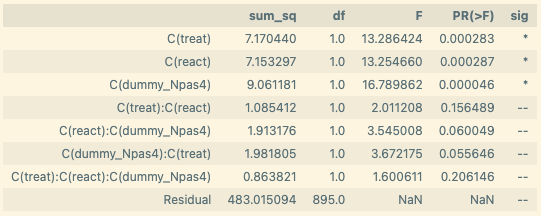 sum_sq df F PR(>F) sig
C(treat) 7.170440 1.0 13.286424 0.000283 *
C(react) 7.153297 1.0 13.254660 0.000287 *
C(dummy_Npas4) 9.061181 1.0 16.789862 0.000046 *
C(treat):C(react) 1.085412 1.0 2.011208 0.156489 --
C(react):C(dummy_Npas4) 1.913176 1.0 3.545008 0.060049 --
C(dummy_Npas4):C(treat) 1.981805 1.0 3.672175 0.055646 --
C(treat):C(react):C(dummy_Npas4) 0.863821 1.0 1.600611 0.206146 --
Residual 483.015094 895.0 NaN NaN --